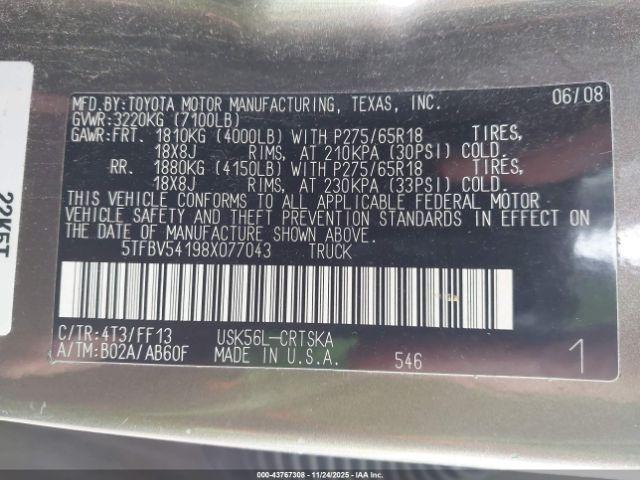 MFD.BY:TOYOTA MOTOR MANUFACTURING, TEXAS, INC. 06/08
GVWR:3220KG (7100LB)
GAWR:FRT. 1810KG (4000LB) WITH P275/65R18 TIRES,
18X8J RIMS, AT 210KPA (30PSI) COLD.
RR. 1880KG (4150LB) WITH P275/65R18 TIRES,
18X8J RIMS, AT 230KPA (33PSI) COLD.
THIS VEHICLE CONFORMS TO ALL APPLICABLE FEDERAL MOTOR
VEHICLE SAFETY AND THEFT PREVENTION STANDARDS IN EFFECT
ON THE DATE OF MANUFACTURE SHOWN ABOVE.
5TFBV54198X077043 TRUCK
C/TR:4T3/FF13 USK56L-CRTSKA
A/TM:B02A/AB60F MADE IN U.S.A. 546 1
22K5T
000-43767308 - 11/24/2025 - IAA Inc.